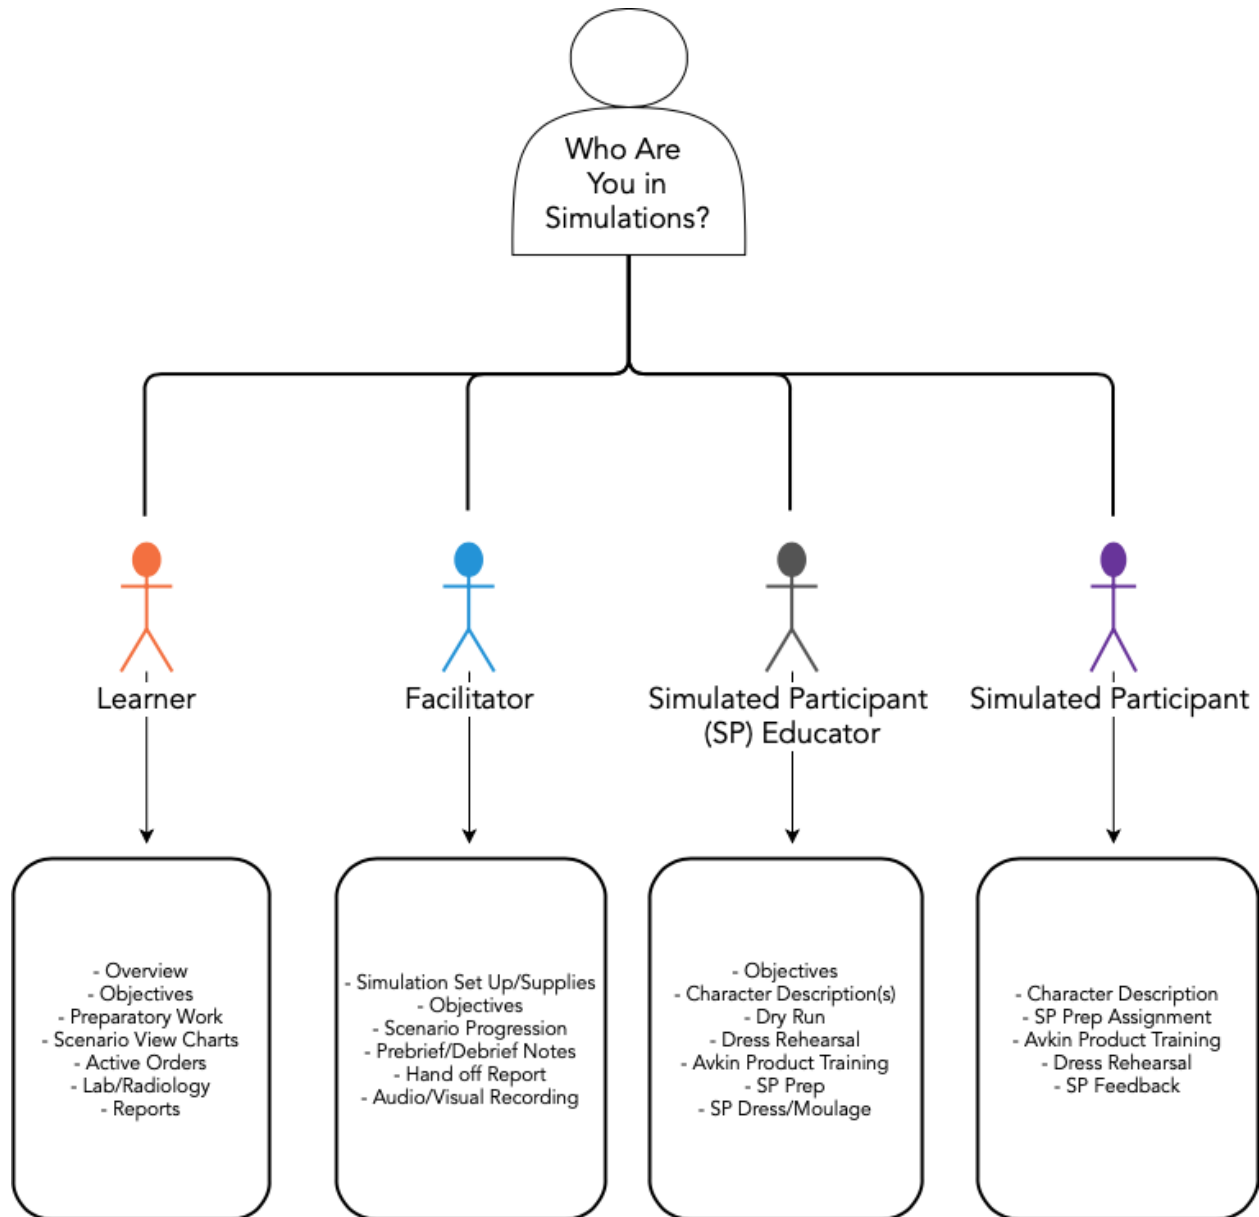 Who Are
You in
Simulations?
Learner
Facilitator
Simulated Participant
(SP) Educator
Simulated Participant
- Overview
- Objectives
- Preparatory Work
- Scenario View Charts
- Active Orders
- Lab/Radiology
- Reports
- Simulation Set Up/Supplies
- Objectives
- Scenario Progression
- Prebrief/Debrief Notes
- Hand off Report
- Audio/Visual Recording
- Objectives
- Character Description(s)
- Dry Run
- Dress Rehearsal
- Avkin Product Training
- SP Prep
- SP Dress/Moulage
- Character Description
- SP Prep Assignment
- Avkin Product Training
- Dress Rehearsal
- SP Feedback